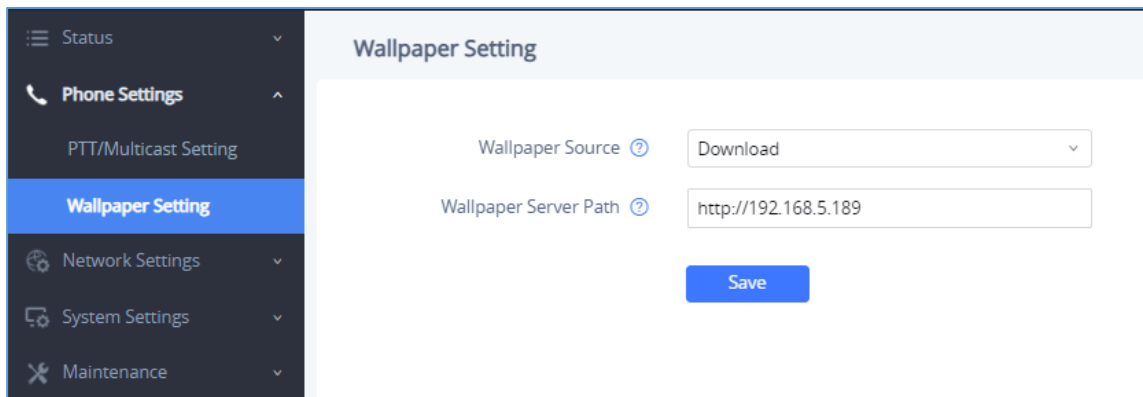 Status
Phone Settings
PTT/Multicast Setting
Wallpaper Setting
Network Settings
System Settings
Maintenance
Wallpaper Setting
Wallpaper Source ? Download
Wallpaper Server Path ? http://192.168.5.189
Save